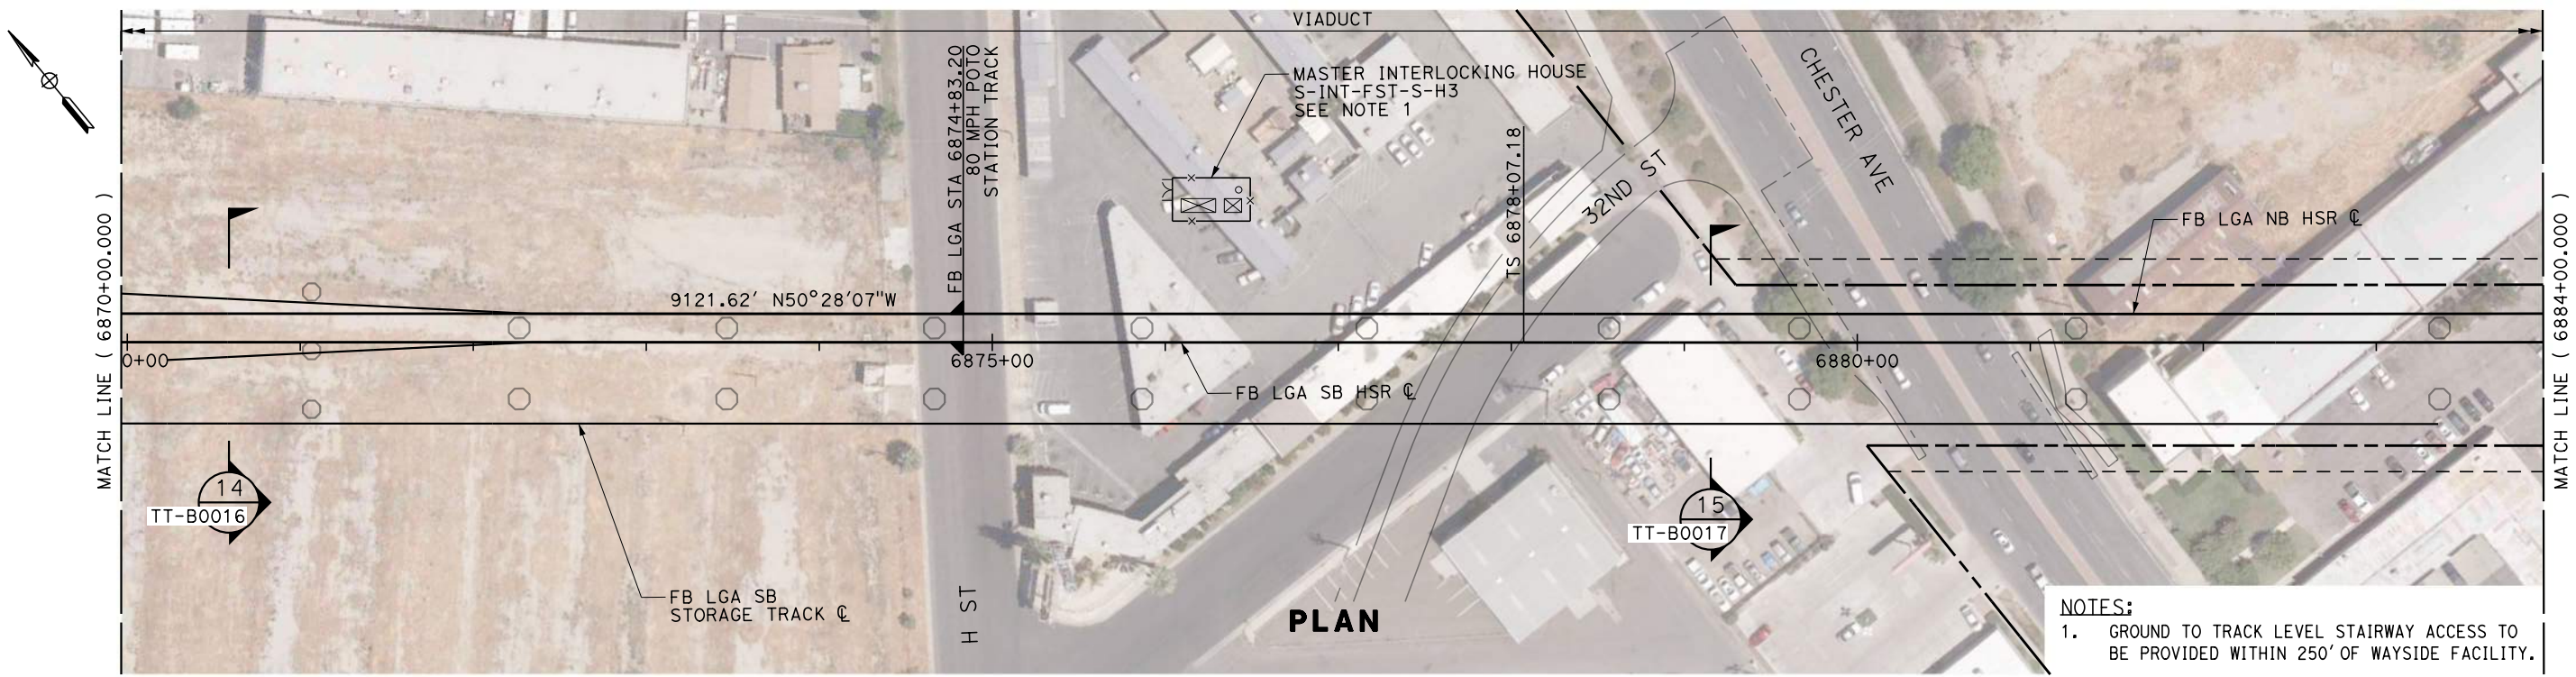 VIADUCT
MASTER INTERLOCKING HOUSE
S-INT-FST-S-H3
SEE NOTE 1
FB LGA STA 6874+83.20
80 MPH POTO
STATION TRACK
TS 6878+07.18
32ND ST
CHESTER AVE
FB LGA NB HSR ℄
MATCH LINE ( 6870+00.000 )
MATCH LINE ( 6884+00.000 )
9121.62' N50°28'07"W
0+00
6875+00
6880+00
FB LGA SB HSR ℄
14
TT-B0016
15
TT-B0017
FB LGA SB
STORAGE TRACK ℄
H ST
PLAN
NOTES:
1. GROUND TO TRACK LEVEL STAIRWAY ACCESS TO
BE PROVIDED WITHIN 250' OF WAYSIDE FACILITY.